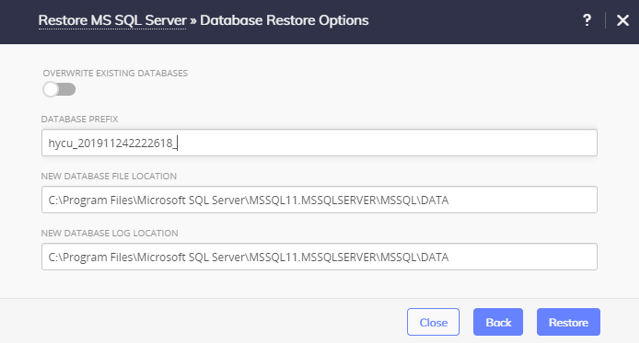 Restore MS SQL Server » Database Restore Options ? ×
OVERWRITE EXISTING DATABASES
DATABASE PREFIX
hycu_201911242222618_
NEW DATABASE FILE LOCATION
C:\Program Files\Microsoft SQL Server\MSSQL11.MSSQLSERVER\MSSQL\DATA
NEW DATABASE LOG LOCATION
C:\Program Files\Microsoft SQL Server\MSSQL11.MSSQLSERVER\MSSQL\DATA
Close Back Restore